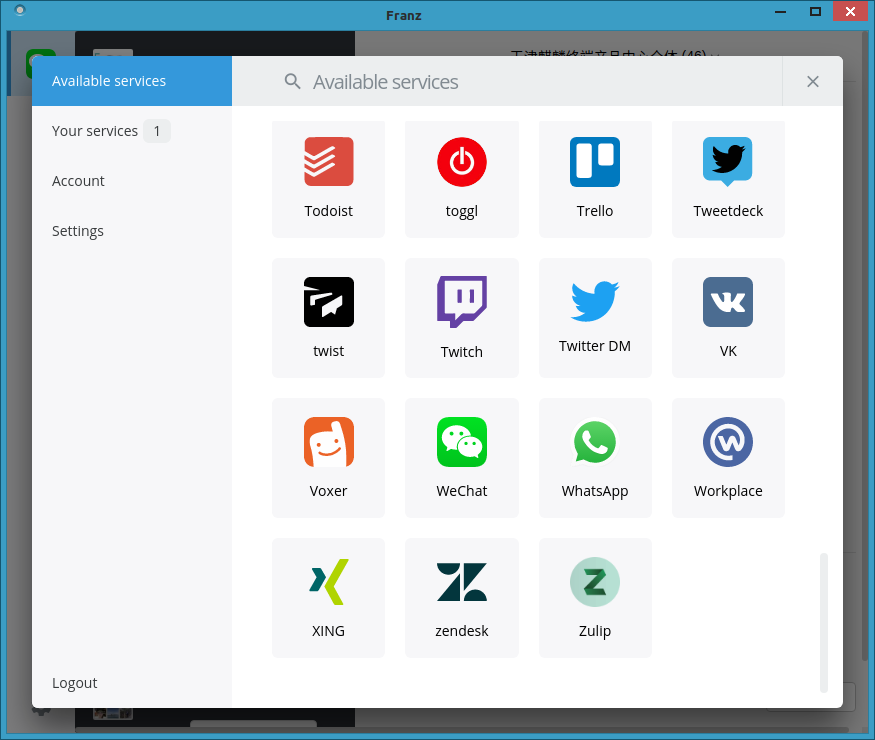 Franz
Available services
Available services
Your services 1
Account
Settings
Logout
Todoist
toggl
Trello
Tweetdeck
twist
Twitch
Twitter DM
VK
Voxer
WeChat
WhatsApp
Workplace
XING
zendesk
Zulip